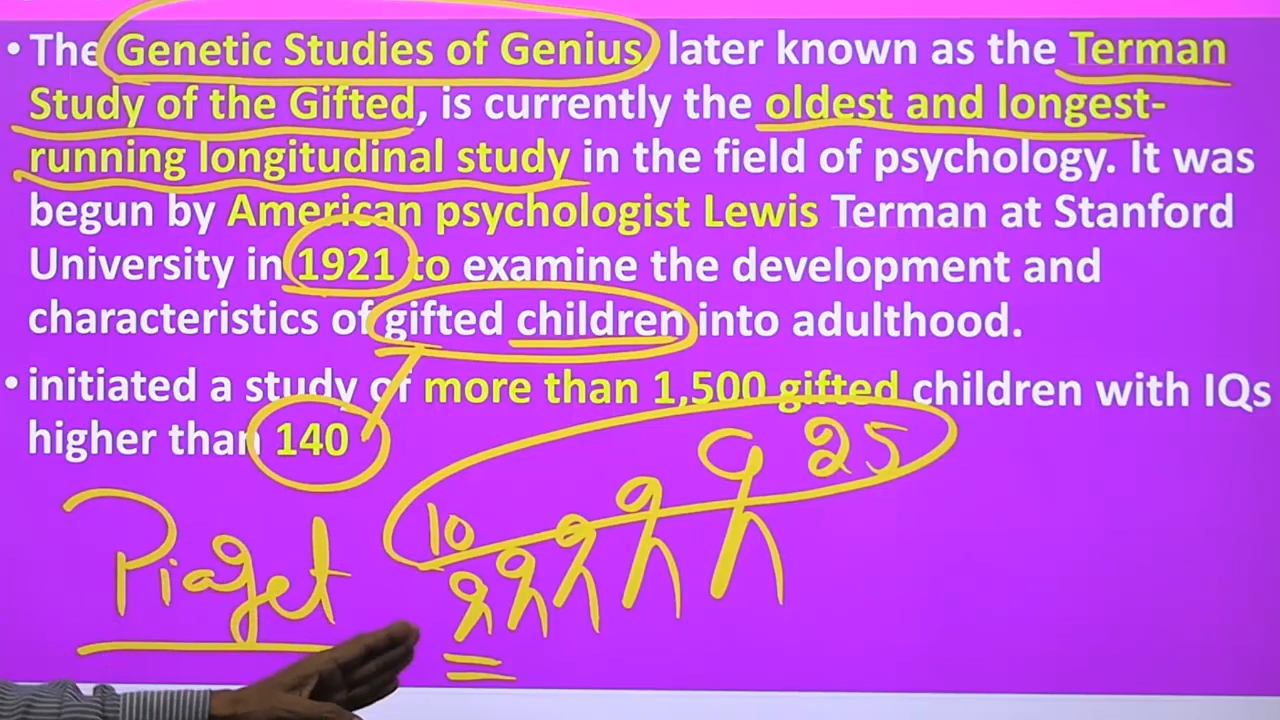 • The Genetic Studies of Genius, later known as the Terman
Study of the Gifted, is currently the oldest and longest-
running longitudinal study in the field of psychology. It was
begun by American psychologist Lewis Terman at Stanford
University in 1921 to examine the development and
characteristics of gifted children into adulthood.
• initiated a study of more than 1,500 gifted children with IQs
higher than 140
25
10
Piaget